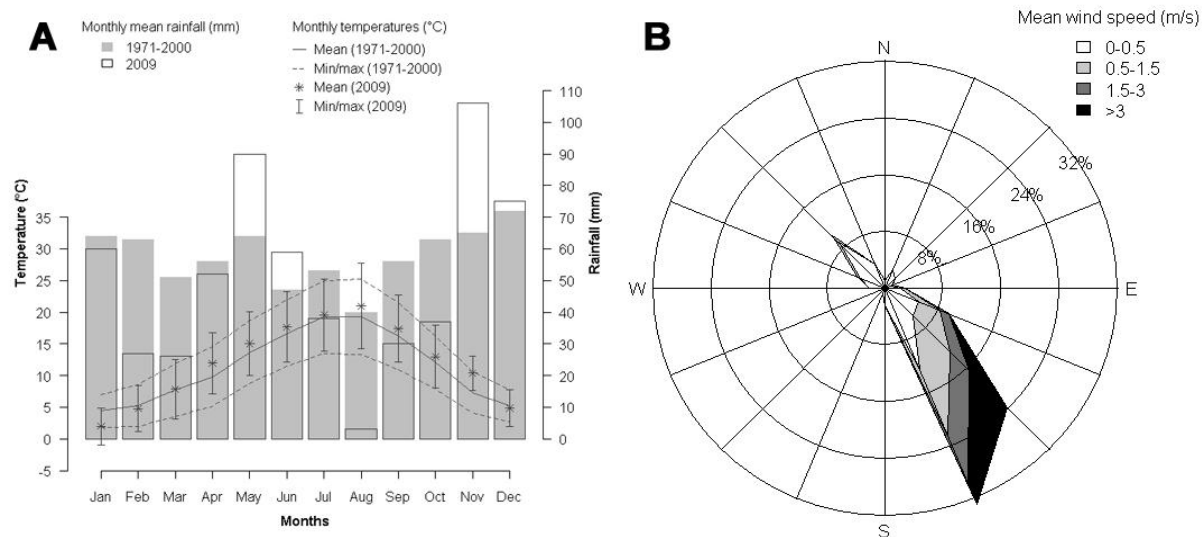 A
Monthly mean rainfall (mm)
1971-2000
2009
Monthly temperatures (°C)
Mean (1971-2000)
Min/max (1971-2000)
Mean (2009)
Min/max (2009)
Temperature (°C)
35
30
25
20
15
10
5
0
-5
Rainfall (mm)
110
100
90
80
70
60
50
40
30
20
10
0
Jan Feb Mar Apr May Jun Jul Aug Sep Oct Nov Dec
Months
B
Mean wind speed (m/s)
0-0.5
0.5-1.5
1.5-3
>3
N
32%
24%
16%
8%
W
E
S